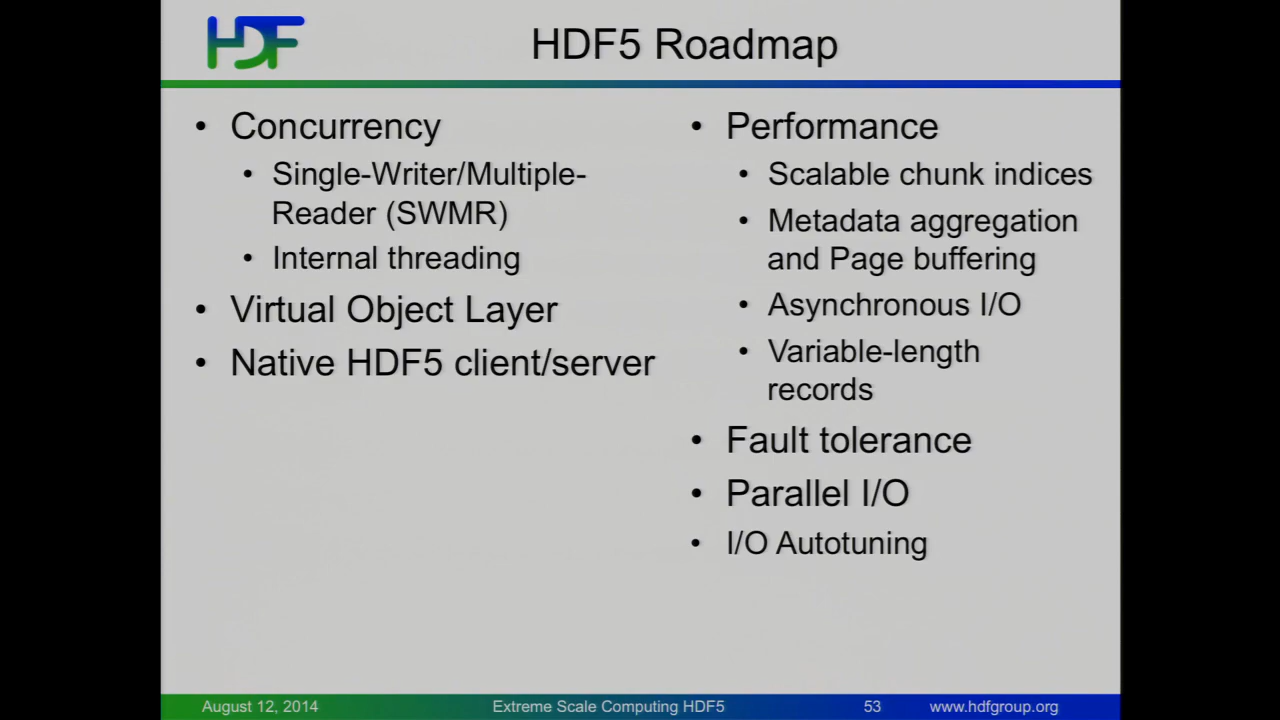 HDF
HDF5 Roadmap
• Concurrency
• Single-Writer/Multiple-
Reader (SWMR)
• Internal threading
• Virtual Object Layer
• Native HDF5 client/server
• Performance
• Scalable chunk indices
• Metadata aggregation
and Page buffering
• Asynchronous I/O
• Variable-length
records
• Fault tolerance
• Parallel I/O
• I/O Autotuning
August 12, 2014
Extreme Scale Computing HDF5
53
www.hdfgroup.org